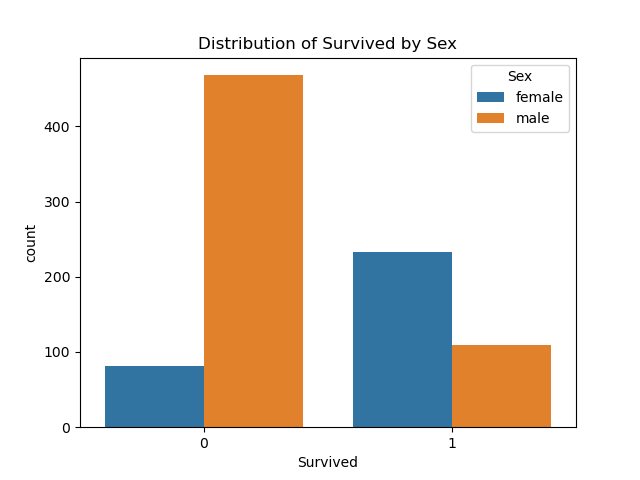 Distribution of Survived by Sex
Sex
female
male
400
300
200
100
0
count
0 1
Survived